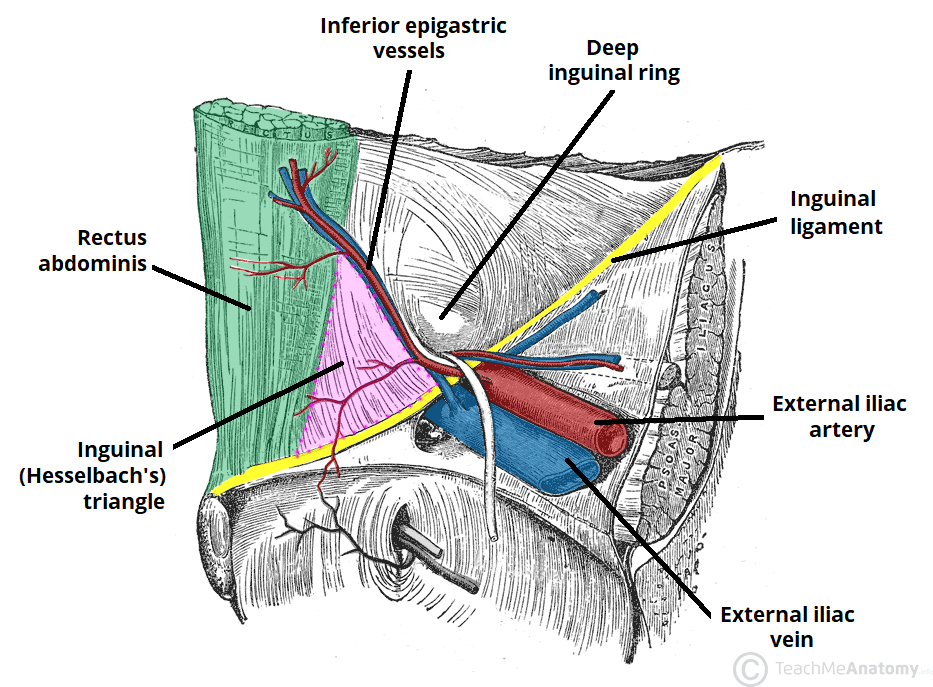 Inferior epigastric
vessels
Deep
inguinal ring
RECTUS
Inguinal
ligament
Rectus
abdominis
ILIACUS
External iliac
artery
PSOAS
MAJOR
Inguinal
(Hesselbach's)
triangle
External iliac
vein
© TeachMeAnatomy.info